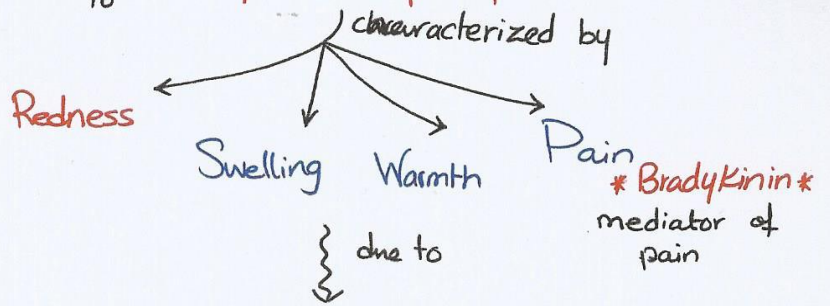 characterized by
Redness
Swelling Warmth Pain
* Bradykinin *
mediator of
pain
due to